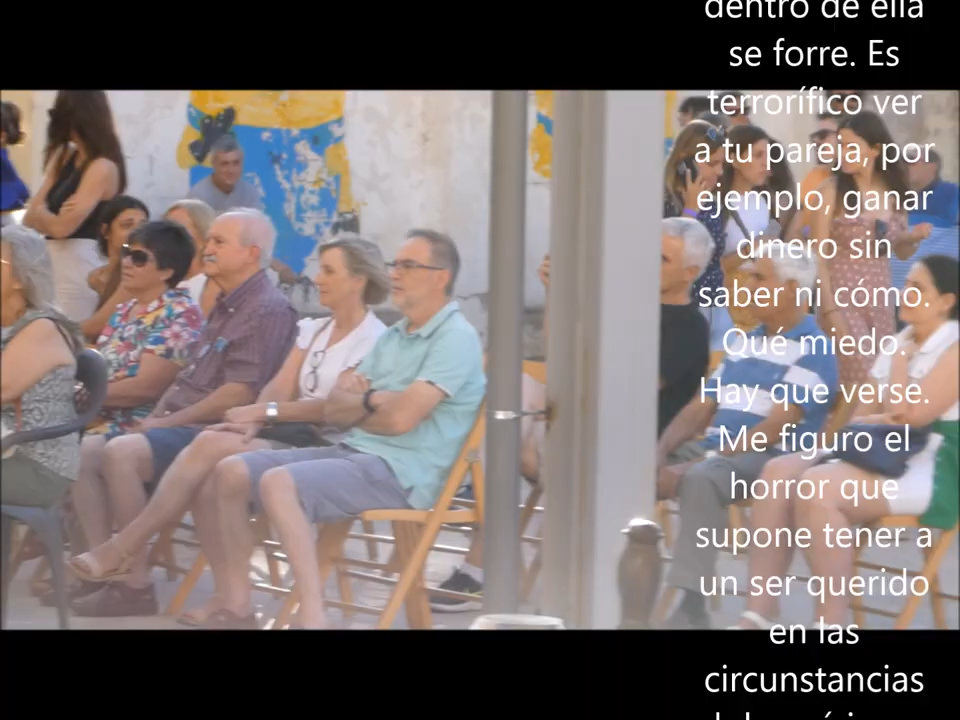 dentro de ella
se forre. Es
terrorífico ver
a tu pareja, por
ejemplo, ganar
dinero sin
saber ni cómo.
Qué miedo.
Hay que verse.
Me figuro el
horror que
supone tener a
un ser querido
en las
circunstancias